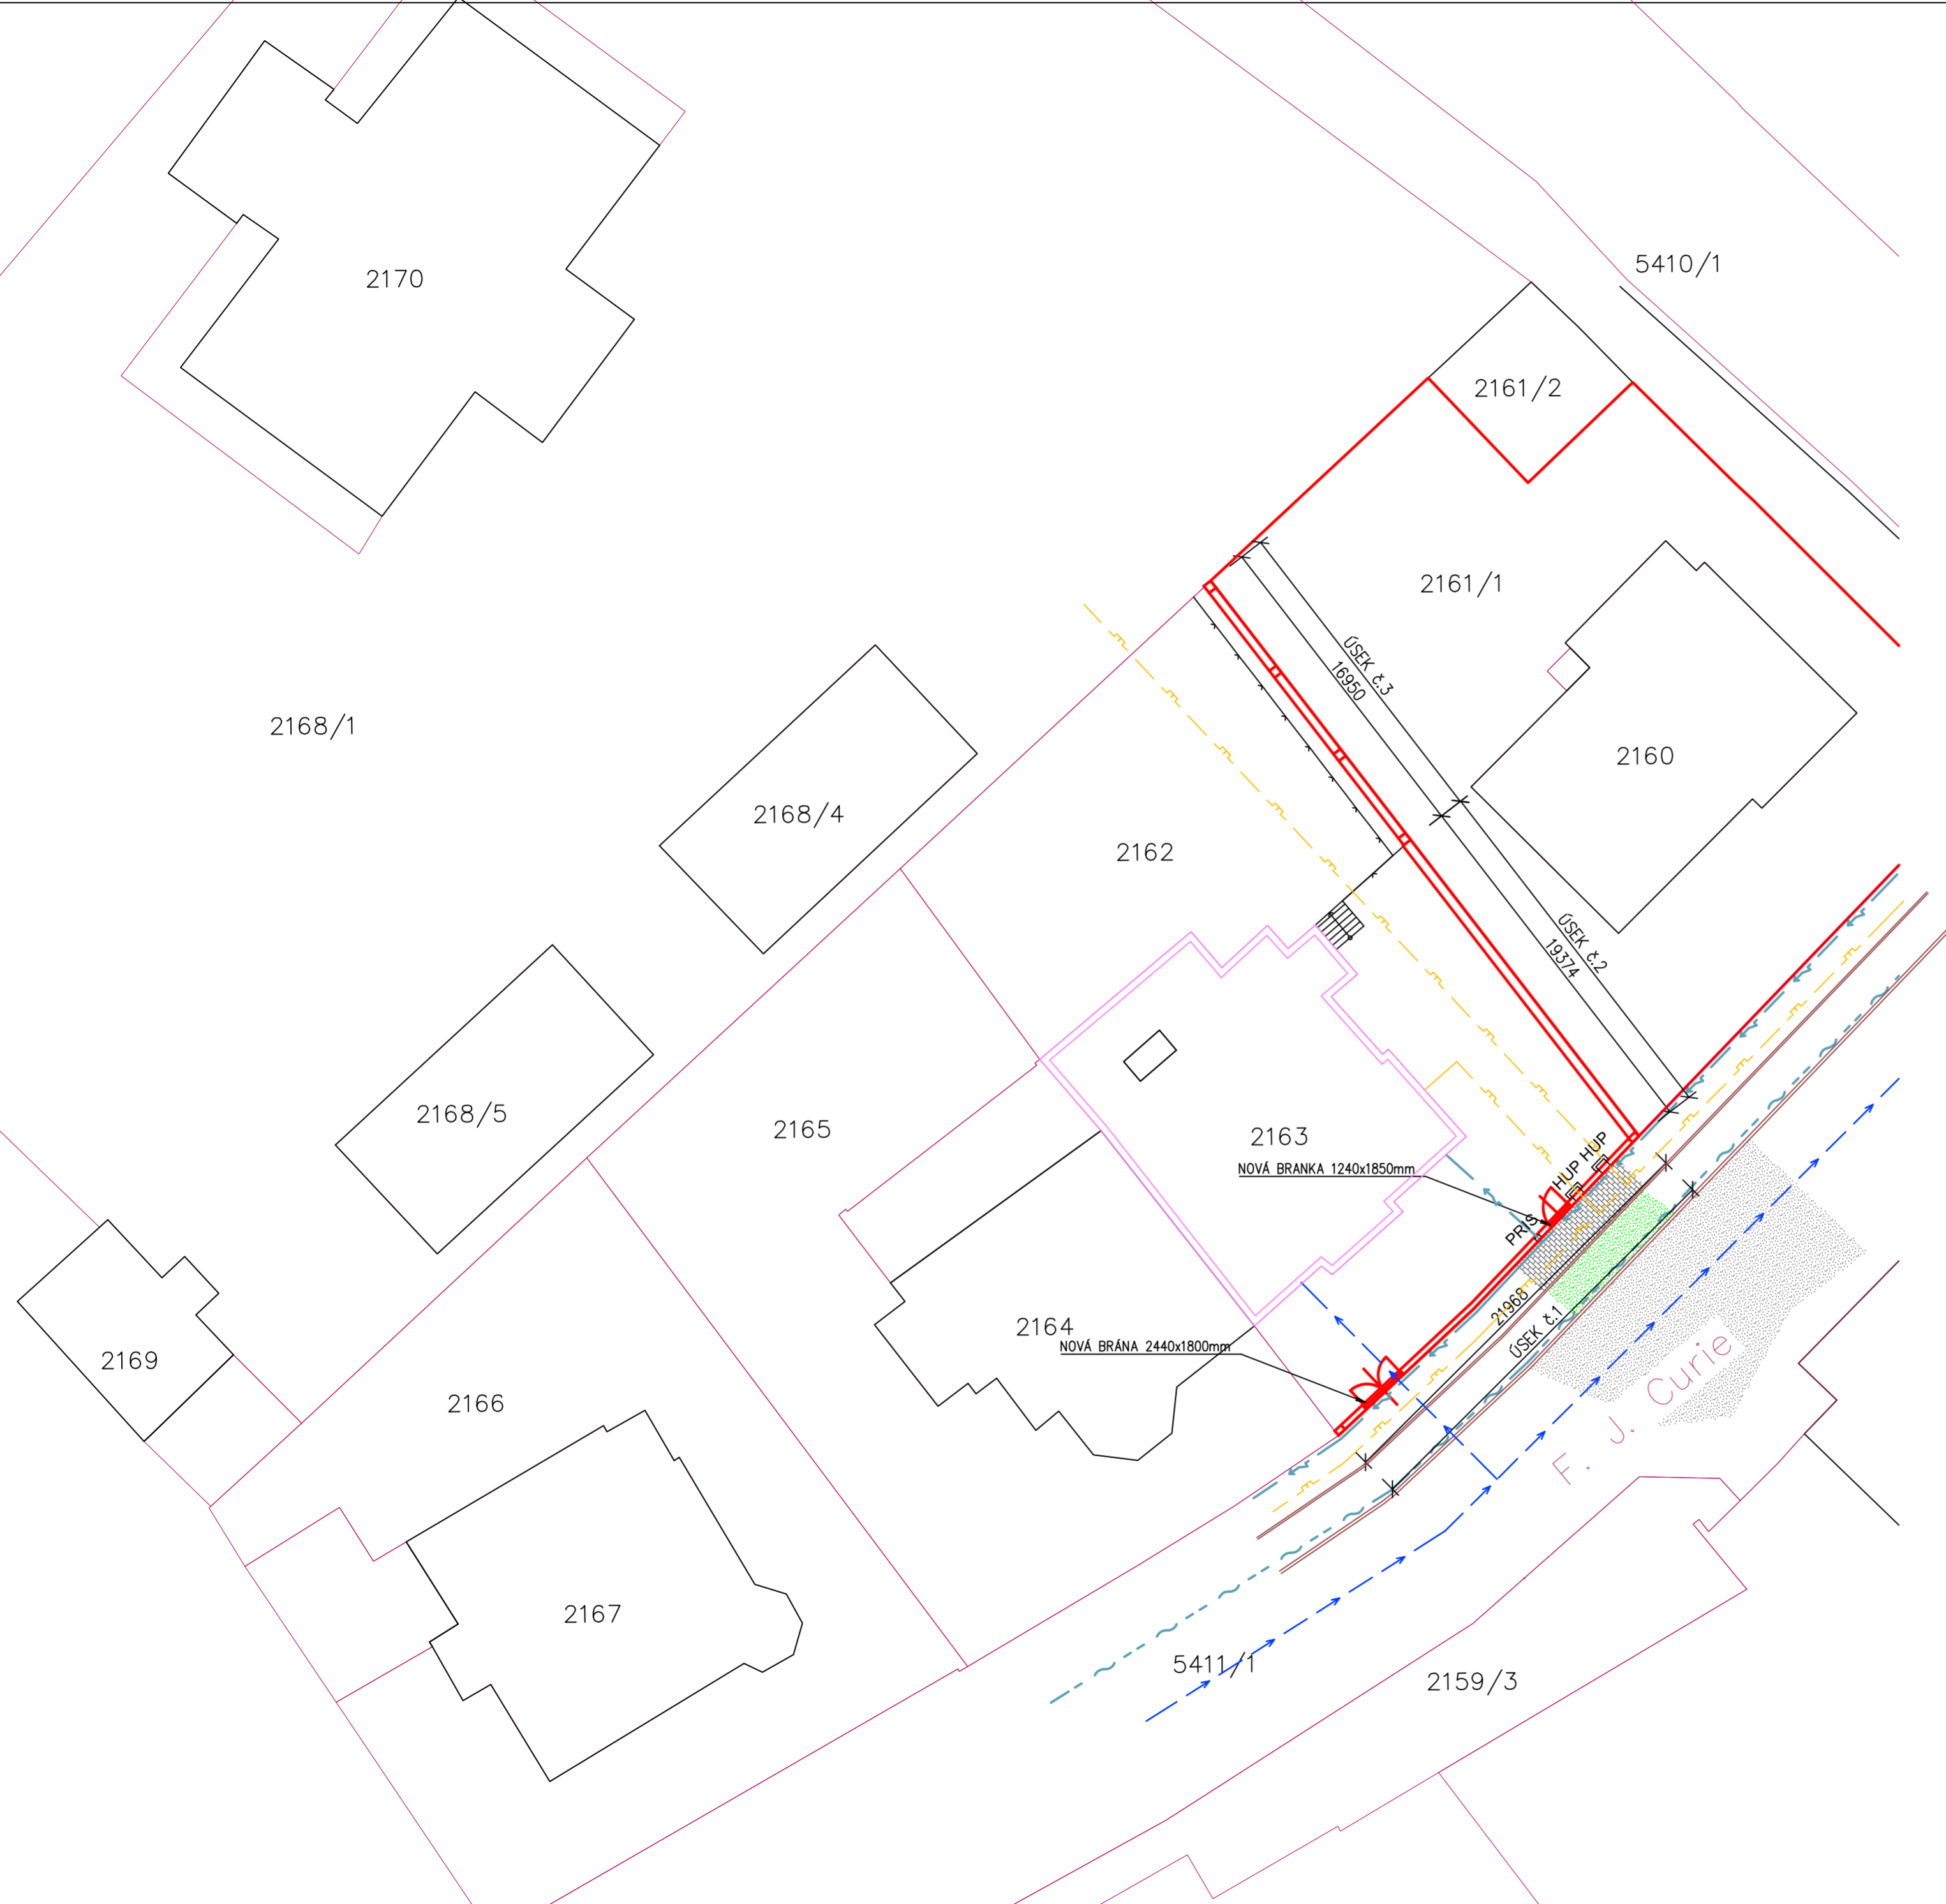 5410/1
2170
2161/2
2161/1
ÚSEK č.3
16950
2168/1
2160
2168/4
2162
ÚSEK č.2
19374
2168/5
2165
2163
HUP HUP
NOVÁ BRANKA 1240x1850mm
PRIS
21968
ÚSEK č.1
2164
NOVÁ BRÁNA 2440x1800mm
2169
F. J. Curie
2166
2167
5411/1
2159/3